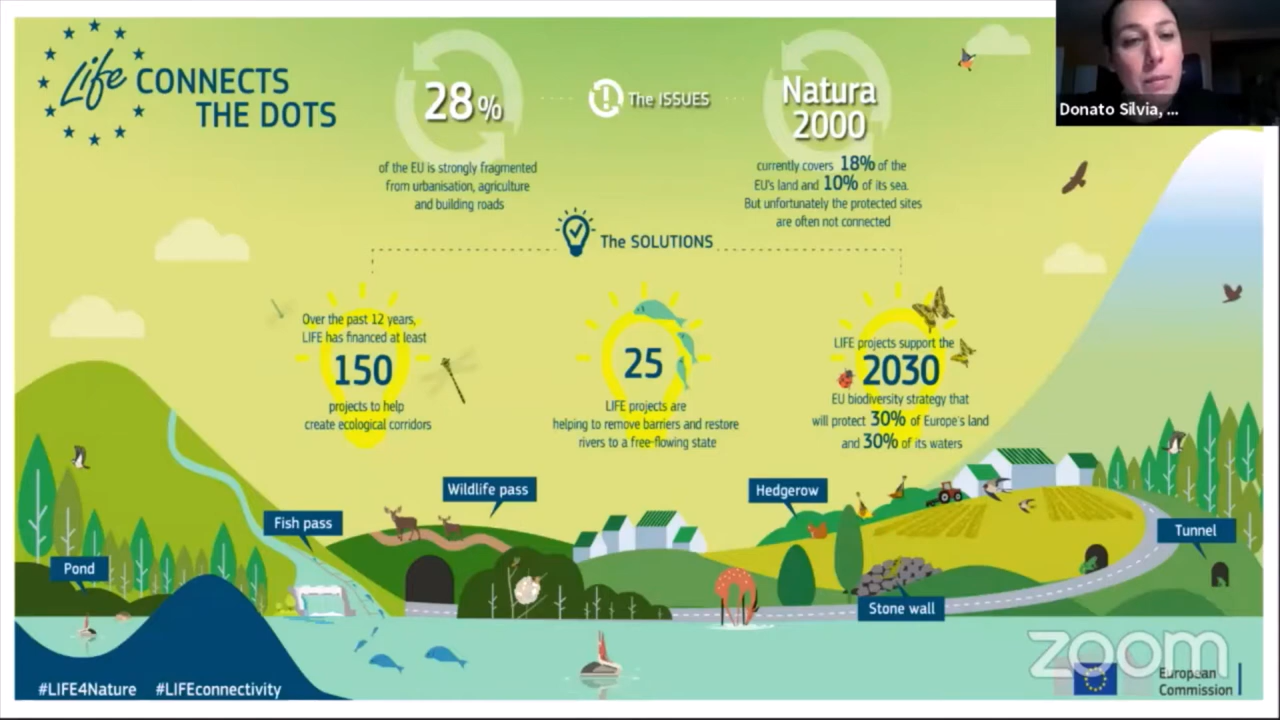 Life CONNECTS
THE DOTS
28%
of the EU is strongly fragmented
from urbanisation, agriculture
and building roads
The ISSUES
Natura
2000
currently covers 18% of the
EU's land and 10% of its sea.
But unfortunately the protected sites
are often not connected
Donato Silvia, ...
The SOLUTIONS
Over the past 12 years,
LIFE has financed at least
150
projects to help
create ecological corridors
25
LIFE projects are
helping to remove barriers and restore
rivers to a free-flowing state
LIFE projects support the
2030
EU biodiversity strategy that
will protect 30% of Europe's land
and 30% of its waters
Wildlife pass
Hedgerow
Fish pass
Tunnel
Pond
Stone wall
zoom
European
Commission
#LIFE4Nature #LIFEconnectivity